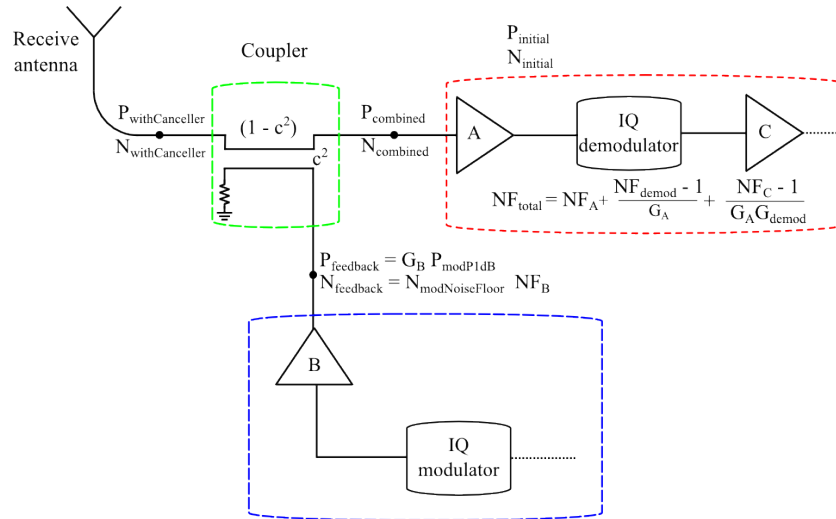 Receive
antenna
Coupler
P_initial
N_initial
P_withCanceller
N_withCanceller
(1 - c²)
c²
P_combined
N_combined
A
IQ
demodulator
C
NF_total = NF_A + (NF_demod - 1)/G_A + (NF_C - 1)/(G_A G_demod)
P_feedback = G_B P_modP1dB
N_feedback = N_modNoiseFloor NF_B
B
IQ
modulator